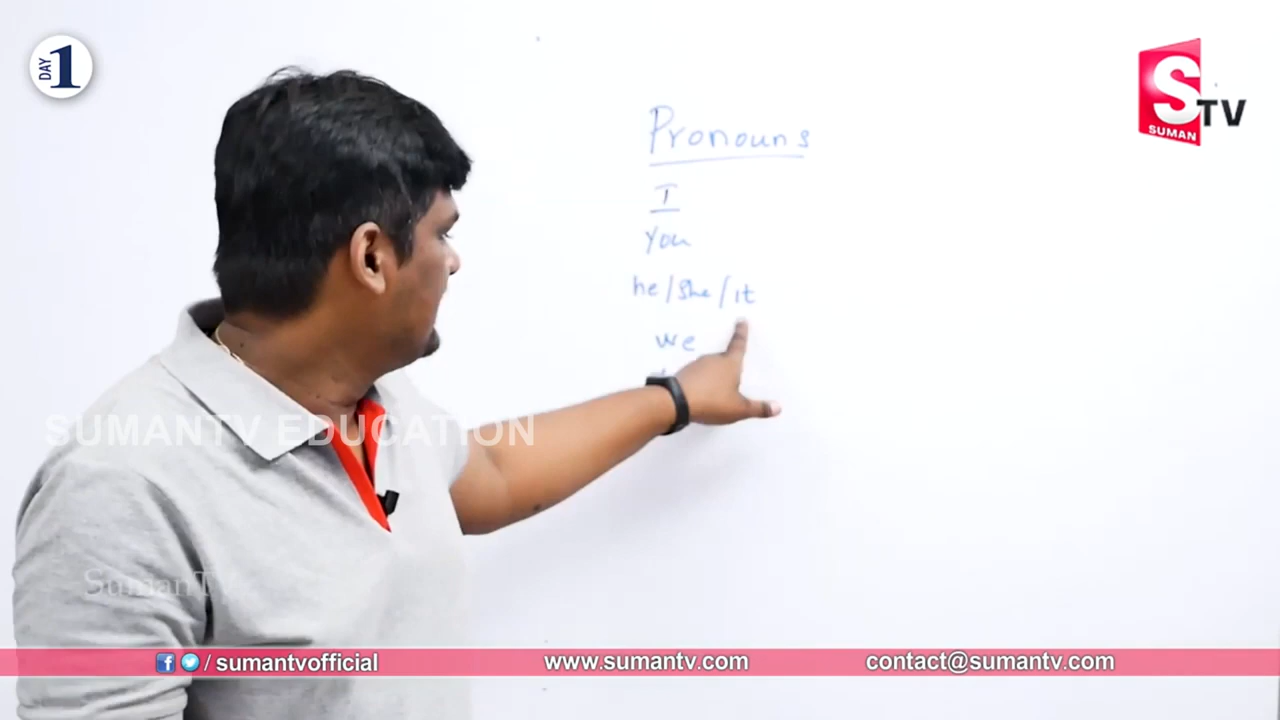 DAY 1
S TV
SUMAN
Pronouns
I
You
he/she/it
we
SUMANTV EDUCATION
SumanTV
/ sumantvofficial
www.sumantv.com
contact@sumantv.com